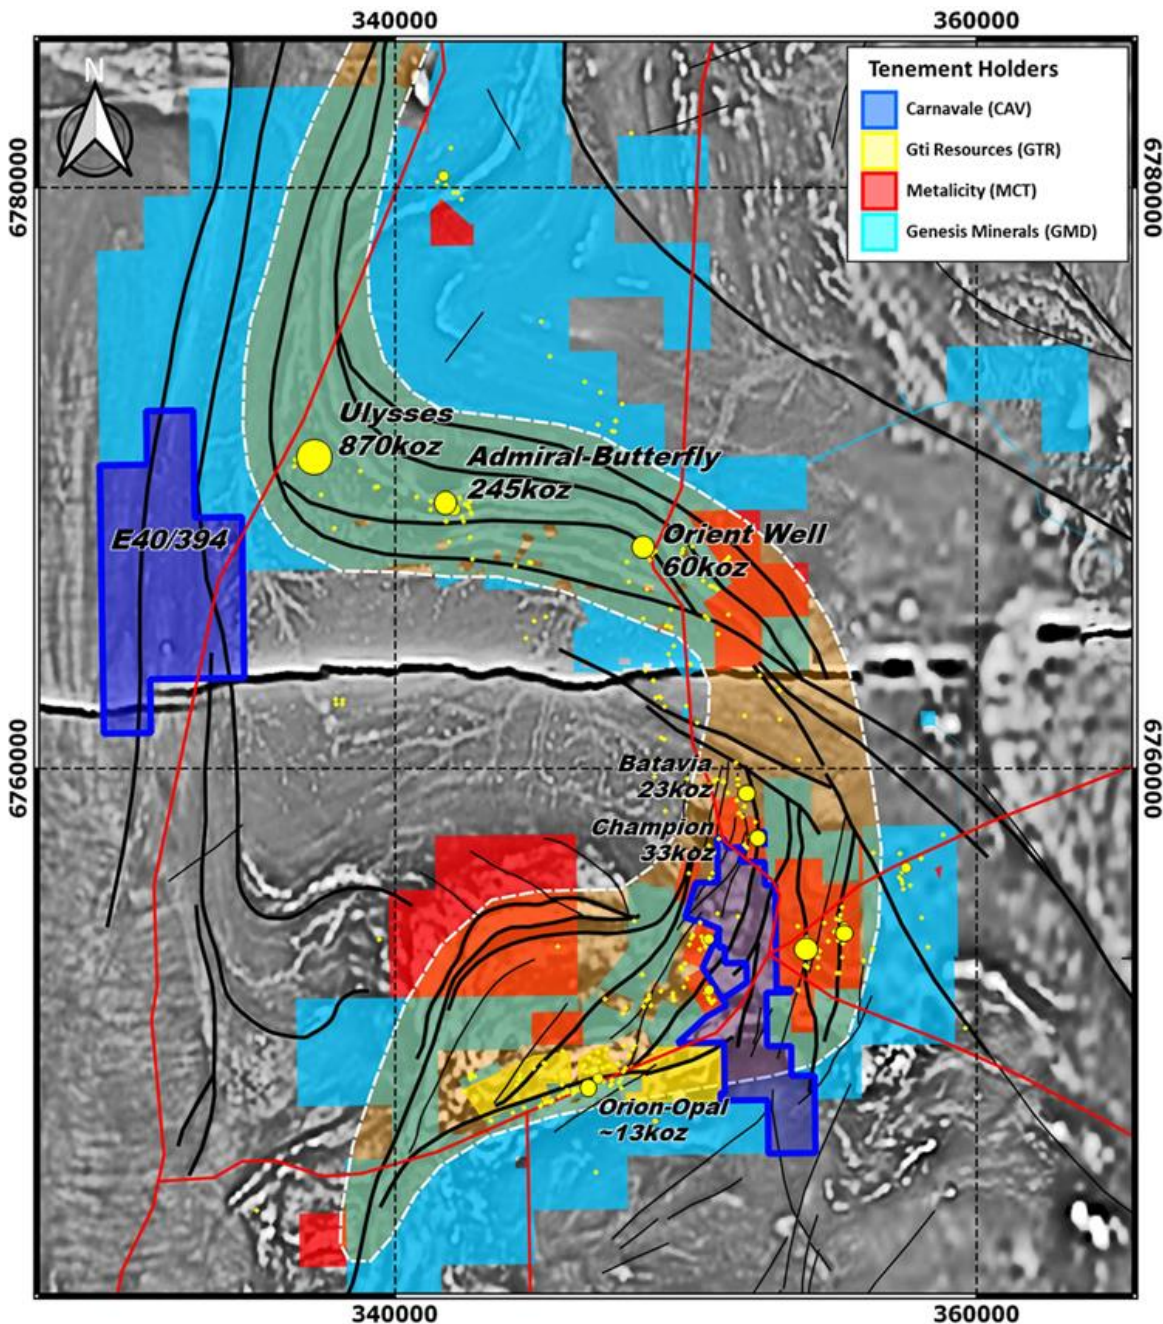 340000
360000
N
Tenement Holders
Carnavale (CAV)
Gti Resources (GTR)
Metalicity (MCT)
Genesis Minerals (GMD)
6780000
6780000
Ulysses
870koz
Admiral-Butterfly
245koz
E40/394
Orient Well
60koz
6760000
6760000
Batavia
23koz
Champion
33koz
Orion-Opal
~13koz
340000
360000